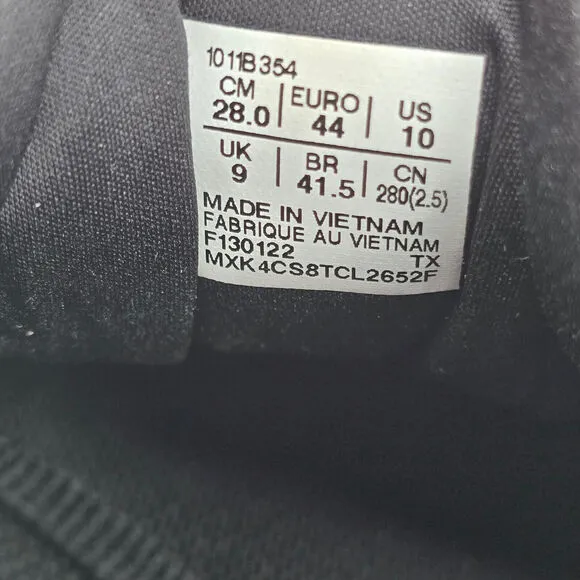 1011B354
CM | EURO | US
28.0 | 44 | 10
UK | BR | CN
9 | 41.5 | 280(2.5)
MADE IN VIETNAM
FABRIQUE AU VIETNAM
F130122 TX
MXK4CS8TCL2652F